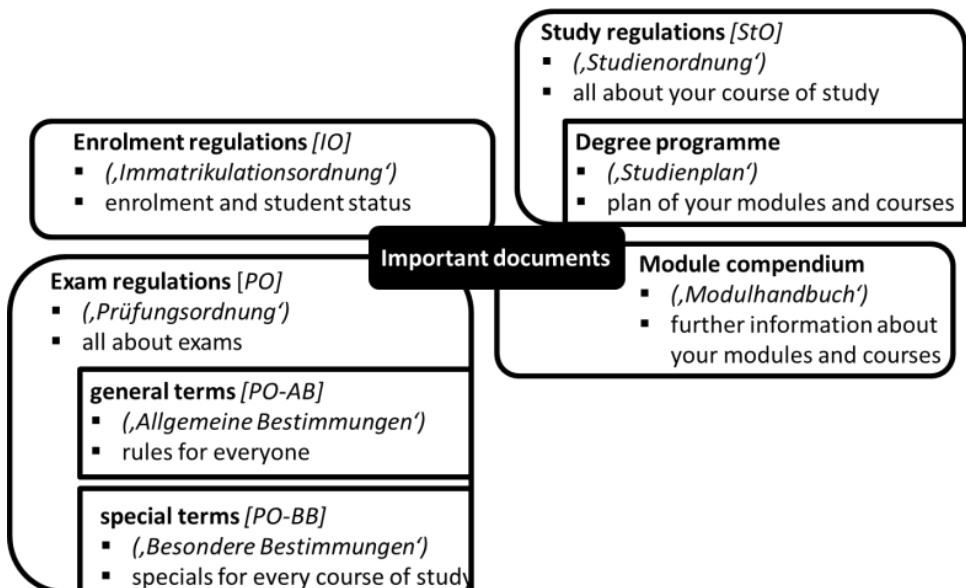 Study regulations [StO]
▪ (‚Studienordnung‘)
▪ all about your course of study
Degree programme
▪ (‚Studienplan‘)
▪ plan of your modules and courses
Enrolment regulations [IO]
▪ (‚Immatrikulationsordnung‘)
▪ enrolment and student status
Important documents
Exam regulations [PO]
▪ (‚Prüfungsordnung‘)
▪ all about exams
general terms [PO-AB]
▪ (‚Allgemeine Bestimmungen‘)
▪ rules for everyone
special terms [PO-BB]
▪ (‚Besondere Bestimmungen‘)
▪ specials for every course of study
Module compendium
▪ (‚Modulhandbuch‘)
▪ further information about
your modules and courses